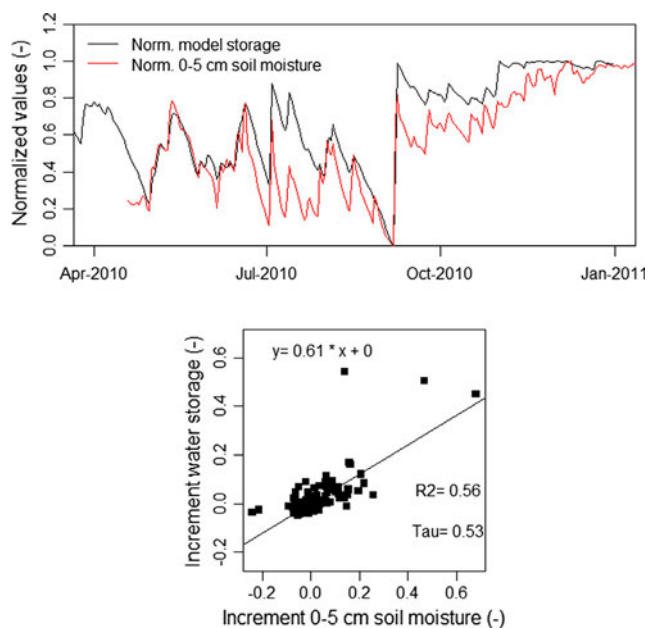 Norm. model storage
Norm. 0-5 cm soil moisture
Normalized values (-)
1.2
1.0
0.8
0.6
0.4
0.2
0.0
Apr-2010 Jul-2010 Oct-2010 Jan-2011
y= 0.61 * x + 0
R2= 0.56
Tau= 0.53
Increment water storage (-)
0.6
0.4
0.2
0.0
-0.2
-0.2 0.0 0.2 0.4 0.6
Increment 0-5 cm soil moisture (-)